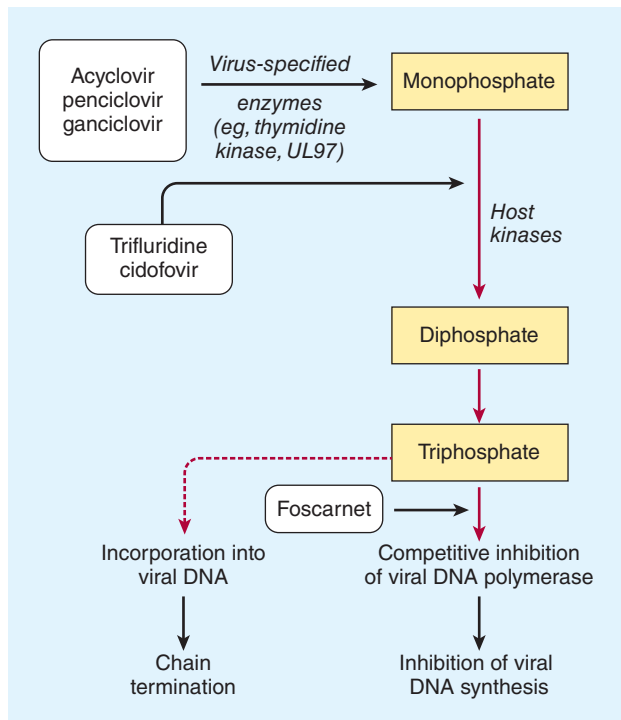 Acyclovir
penciclovir
ganciclovir
Virus-specified
enzymes
(eg, thymidine
kinase, UL97)
Monophosphate
Trifluridine
cidofovir
Host
kinases
Diphosphate
Triphosphate
Foscarnet
Incorporation into
viral DNA
Competitive inhibition
of viral DNA polymerase
Chain
termination
Inhibition of viral
DNA synthesis